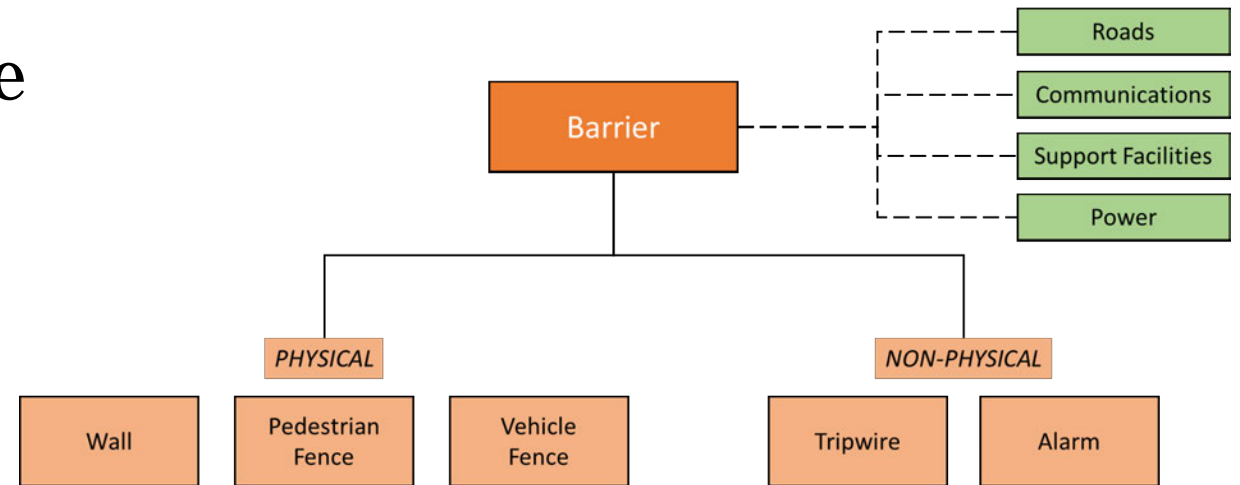 e
Roads
Communications
Barrier
Support Facilities
Power
PHYSICAL
NON-PHYSICAL
Wall
Pedestrian
Fence
Vehicle
Fence
Tripwire
Alarm